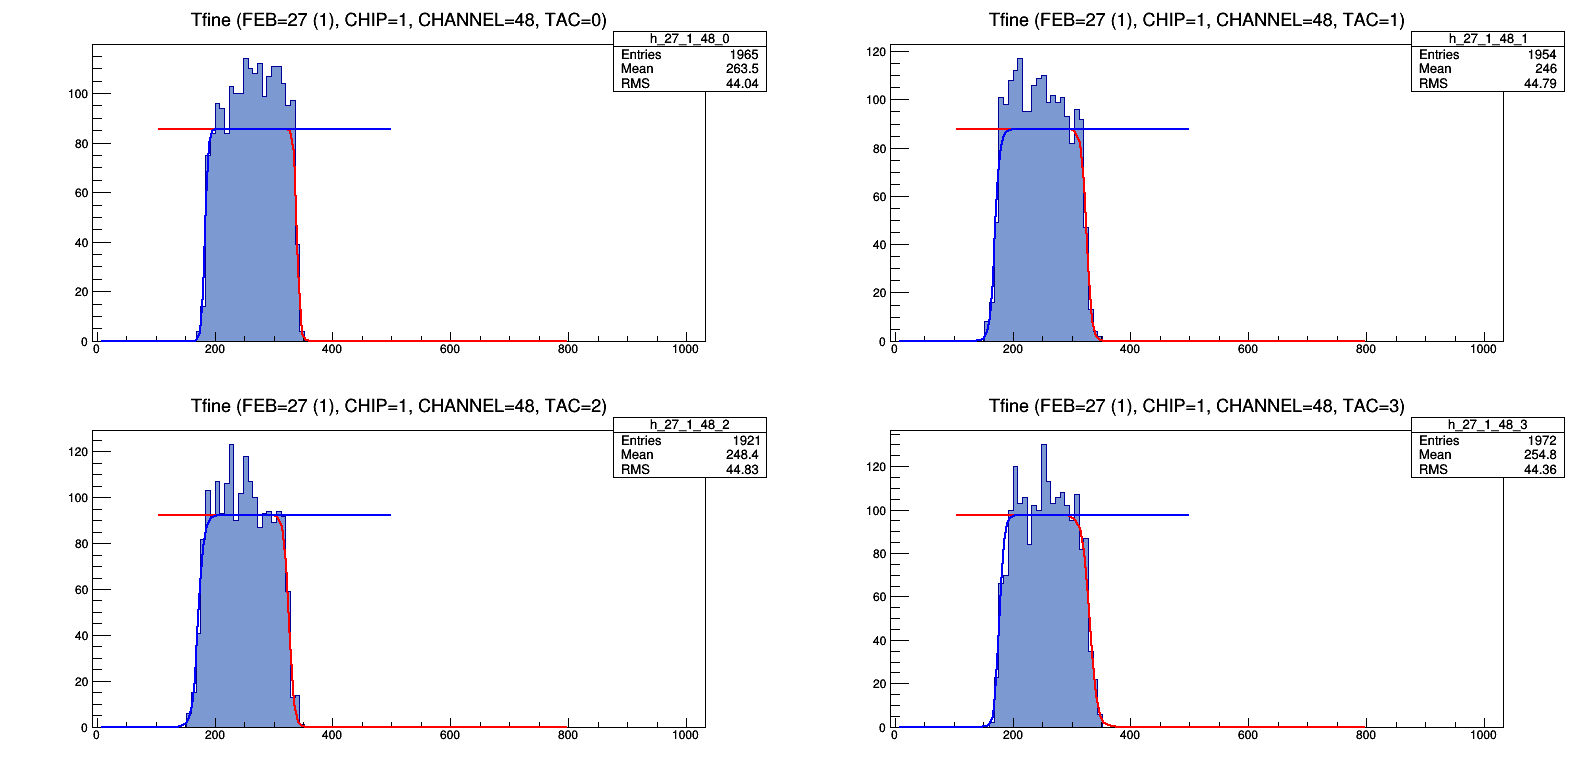 Tfine (FEB=27 (1), CHIP=1, CHANNEL=48, TAC=0)
h_27_1_48_0
Entries 1965
Mean 263.5
RMS 44.04
100
80
60
40
20
0
0 200 400 600 800 1000
Tfine (FEB=27 (1), CHIP=1, CHANNEL=48, TAC=1)
h_27_1_48_1
Entries 1954
Mean 246
RMS 44.79
120
100
80
60
40
20
0
0 200 400 600 800 1000
Tfine (FEB=27 (1), CHIP=1, CHANNEL=48, TAC=2)
h_27_1_48_2
Entries 1921
Mean 248.4
RMS 44.83
120
100
80
60
40
20
0
0 200 400 600 800 1000
Tfine (FEB=27 (1), CHIP=1, CHANNEL=48, TAC=3)
h_27_1_48_3
Entries 1972
Mean 254.8
RMS 44.36
120
100
80
60
40
20
0
0 200 400 600 800 1000